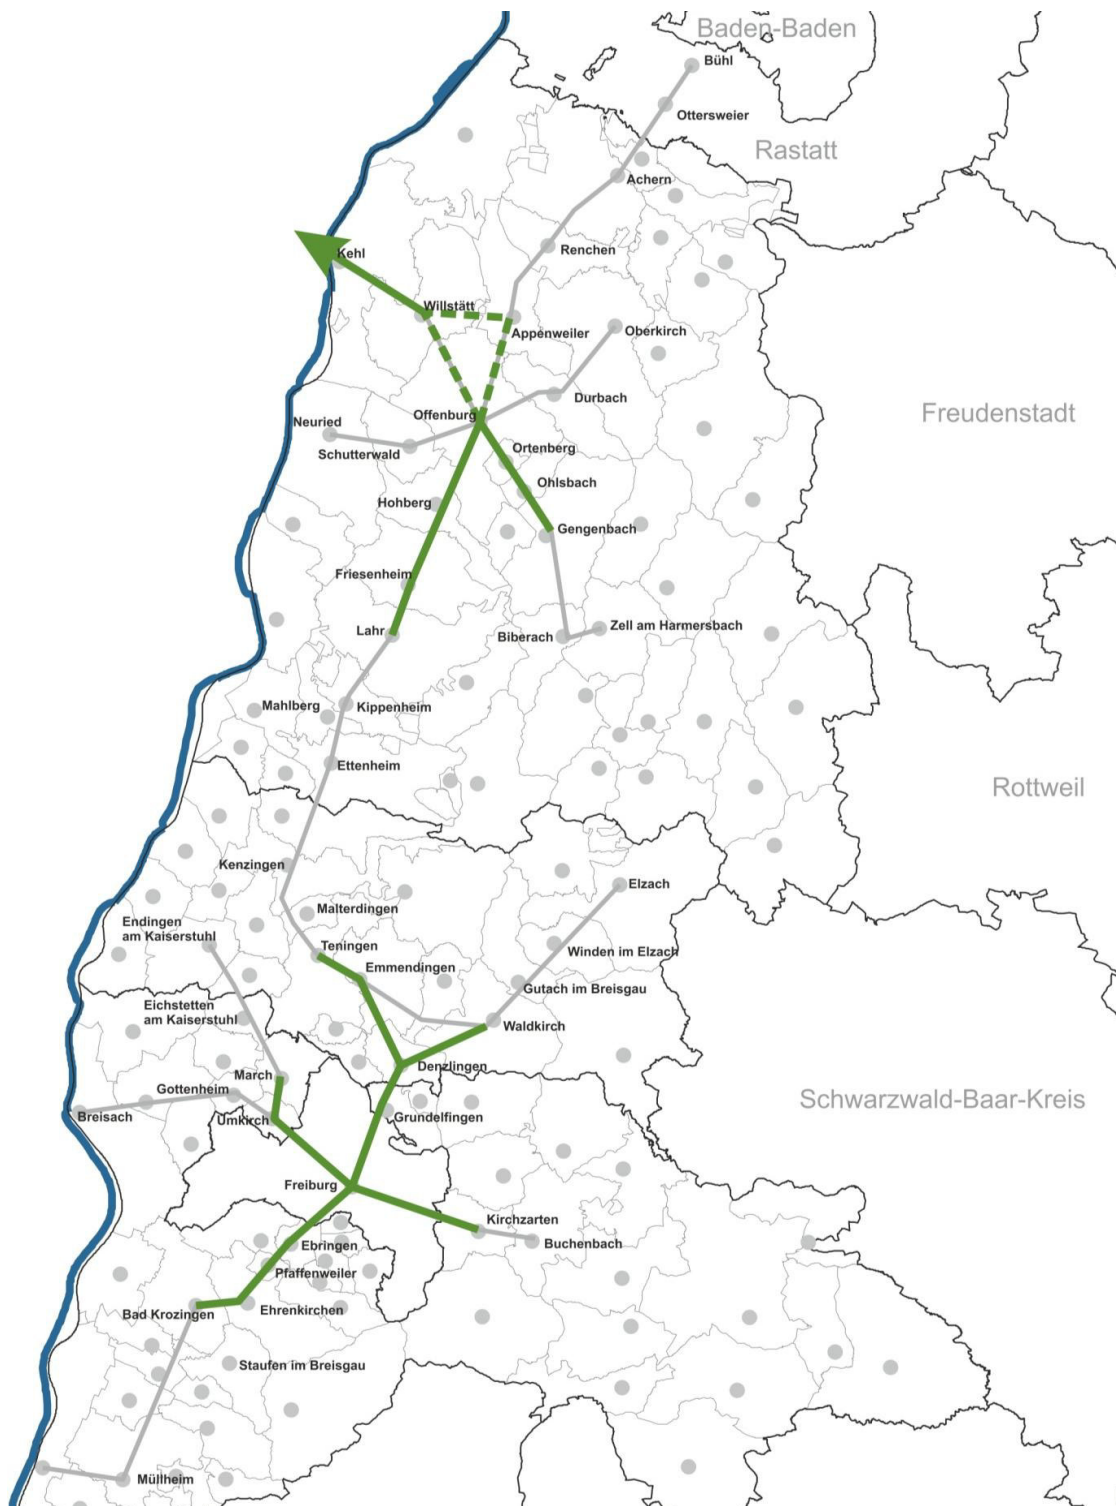 Baden-Baden
Bühl
Ottersweier
Rastatt
Achern
Renchen
Kehl
Willstätt
Appenweiler
Oberkirch
Durbach
Freudenstadt
Offenburg
Neuried
Schutterwald
Ortenberg
Ohlsbach
Hohberg
Gengenbach
Friesenheim
Lahr
Biberach
Zell am Harmersbach
Mahlberg
Kippenheim
Ettenheim
Rottweil
Kenzingen
Elzach
Malterdingen
Endingen
am Kaiserstuhl
Teningen
Winden im Elzach
Emmendingen
Gutach im Breisgau
Eichstetten
am Kaiserstuhl
Waldkirch
Denzlingen
March
Gottenheim
Schwarzwald-Baar-Kreis
Breisach
Umkirch
Grundelfingen
Freiburg
Kirchzarten
Buchenbach
Ebringen
Pfaffenweiler
Bad Krozingen
Ehrenkirchen
Staufen im Breisgau
Müllheim